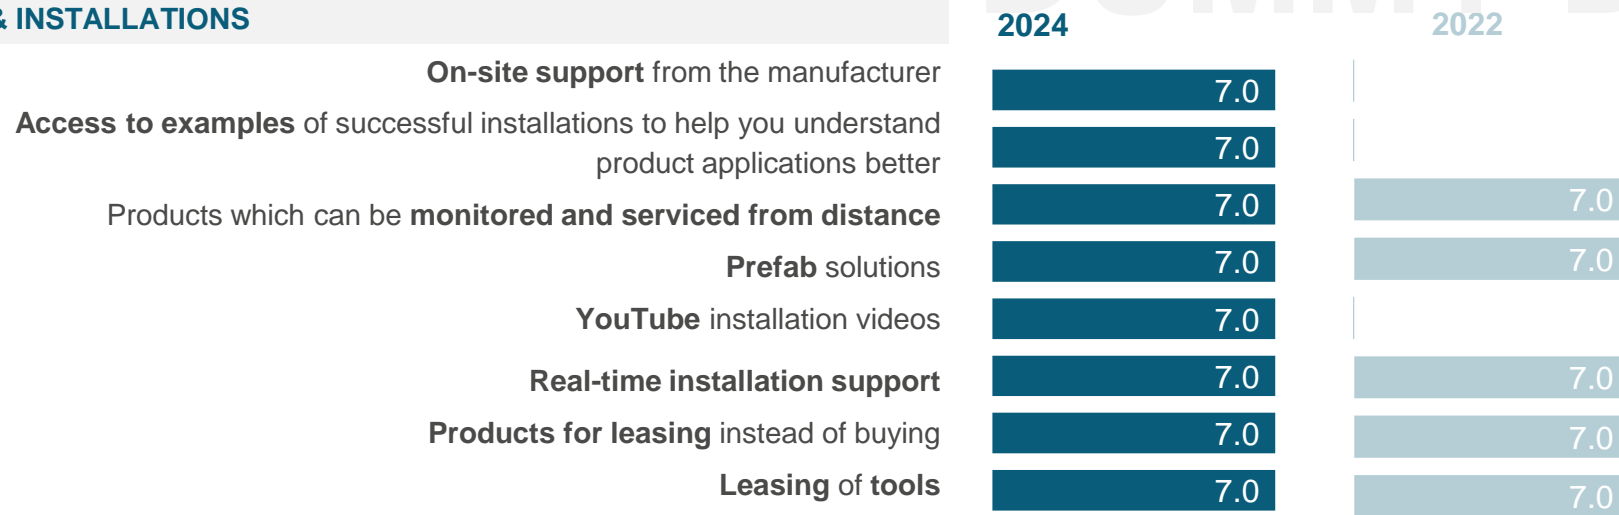 & INSTALLATIONS
2024
2022
On-site support from the manufacturer
7.0
Access to examples of successful installations to help you understand
product applications better
7.0
Products which can be monitored and serviced from distance
7.0
7.0
Prefab solutions
7.0
7.0
YouTube installation videos
7.0
Real-time installation support
7.0
7.0
Products for leasing instead of buying
7.0
7.0
Leasing of tools
7.0
7.0